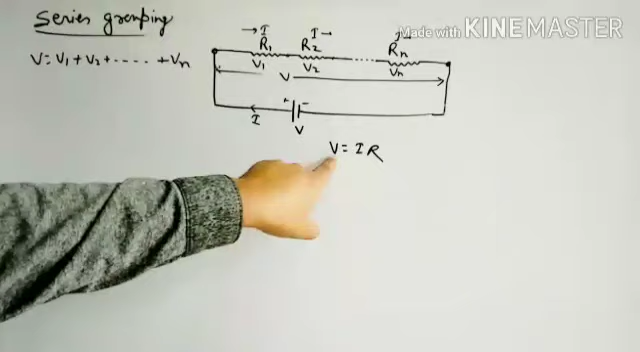 Series grouping
Made with KINEMASTER
→ I I →
R₁ R₂ Rₙ
V = V₁ + V₂ + ..... + Vₙ
V₁ V₂ ..... Vₙ
V
+ -
I
V
V = IR